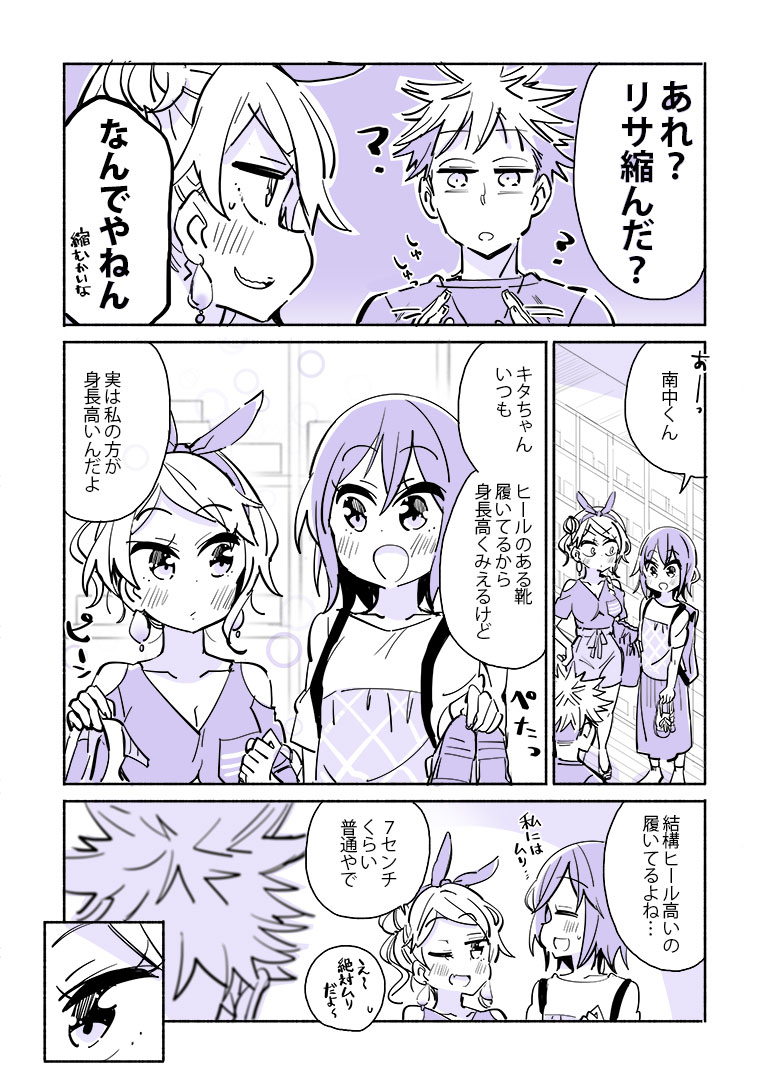 あれ?
リサ縮んだ?
?
?
しゅっ
しゅっ
なんでやねん
縮むかいな
あーっ
南中くん
キタちゃん
いつも
ヒールのある靴
履いてるから
身長高くみえるけど
ぺたっ
実は私の方が
身長高いんだよ
ピーン
結構ヒール高いの
履いてるよね…
私には
ムリ…
7センチ
くらい
普通やで
え〜
絶対ムリ
だよ〜